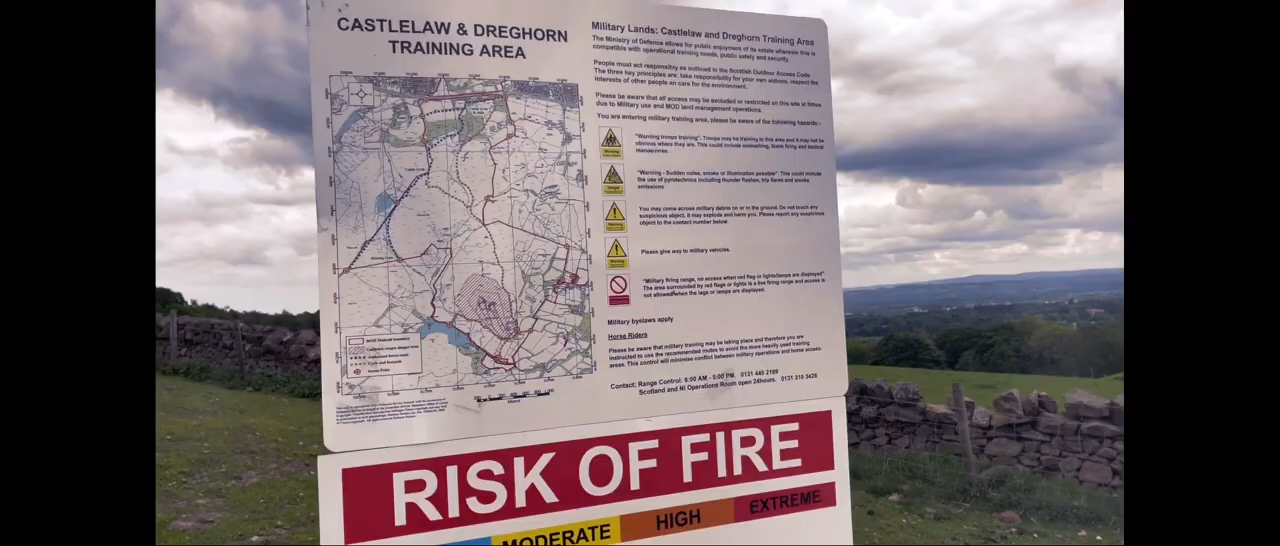 CASTLELAW & DREGHORN
TRAINING AREA
Military Lands: Castlelaw and Dreghorn Training Area
The Ministry of Defence allows for public enjoyment of its estate wherever this is
compatible with operational training needs, public safety and security.
People must act responsibly as outlined in the Scottish Outdoor Access Code.
The three key principles are: take responsibility for your own actions, respect the
interests of other people an care for the environment.
Please be aware that all access may be excluded or restricted on this site at times
due to Military use and MOD land management operations.
You are entering military training area, please be aware of the following hazards:-
"Warning troops training". Troops may be training in this area and it may not be
obvious where they are. This could include ambushing, blank firing and tactical
manoeuvres.
"Warning - Sudden noise, smoke or illumination possible" This could include
the use of pyrotechnics including thunder flashes, trip flares and smoke
emissions
You may come across military debris on or in the ground. Do not touch any
suspicious object, it may explode and harm you. Please report any suspicious
object to the contact number below.
Please give way to military vehicles.
"Military firing range, no access when red flag or lights/lamps are displayed".
The area surrounded by red flags or lights is a live firing range and access is
not allowed when the lags or lamps are displayed.
Military byelaws apply
Horse Riders
Please be aware that military training may be taking place and therefore you are
instructed to use the recommended routes to avoid the more heavily used training
areas. This control will minimise conflict between military operations and horse access.
Contact: Range Control: 8:00 AM - 5:00 PM. 0131 445 2169
Scotland and NI Operations Room open 24hours. 0131 310 3426
RISK OF FIRE
MODERATE HIGH EXTREME